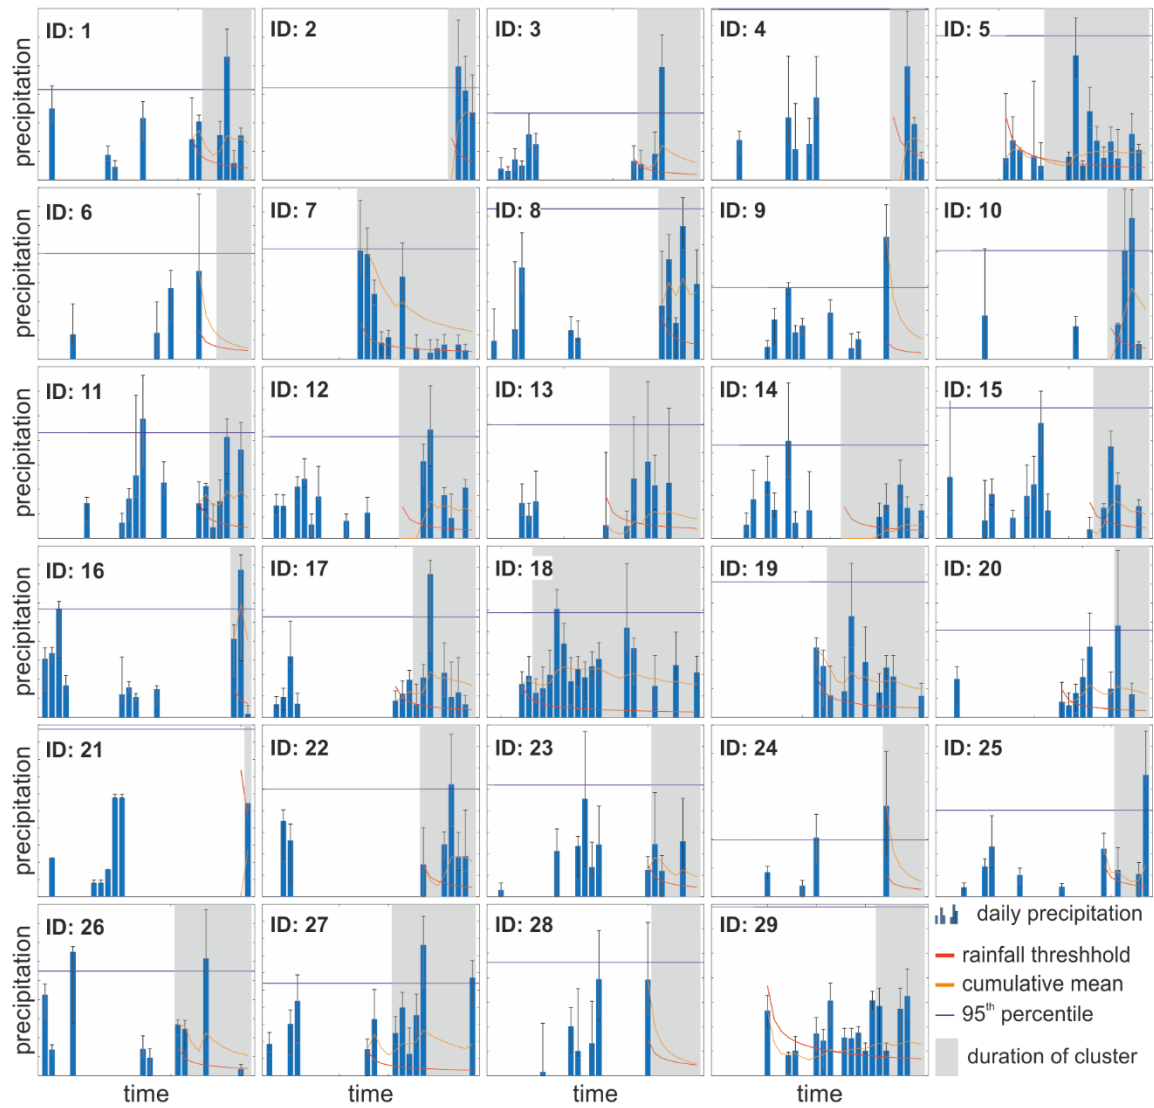 precipitation
ID: 1
ID: 2
ID: 3
ID: 4
ID: 5
precipitation
ID: 6
ID: 7
ID: 8
ID: 9
ID: 10
precipitation
ID: 11
ID: 12
ID: 13
ID: 14
ID: 15
precipitation
ID: 16
ID: 17
ID: 18
ID: 19
ID: 20
precipitation
ID: 21
ID: 22
ID: 23
ID: 24
ID: 25
precipitation
ID: 26
ID: 27
ID: 28
ID: 29
daily precipitation
rainfall threshhold
cumulative mean
95th percentile
duration of cluster
time
time
time
time